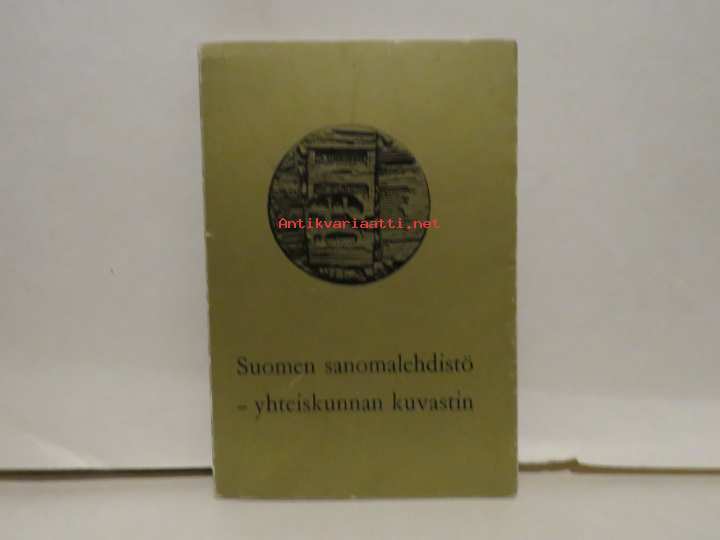 Antikvariaatti.net
Suomen sanomalehdistö
– yhteiskunnan kuvastin